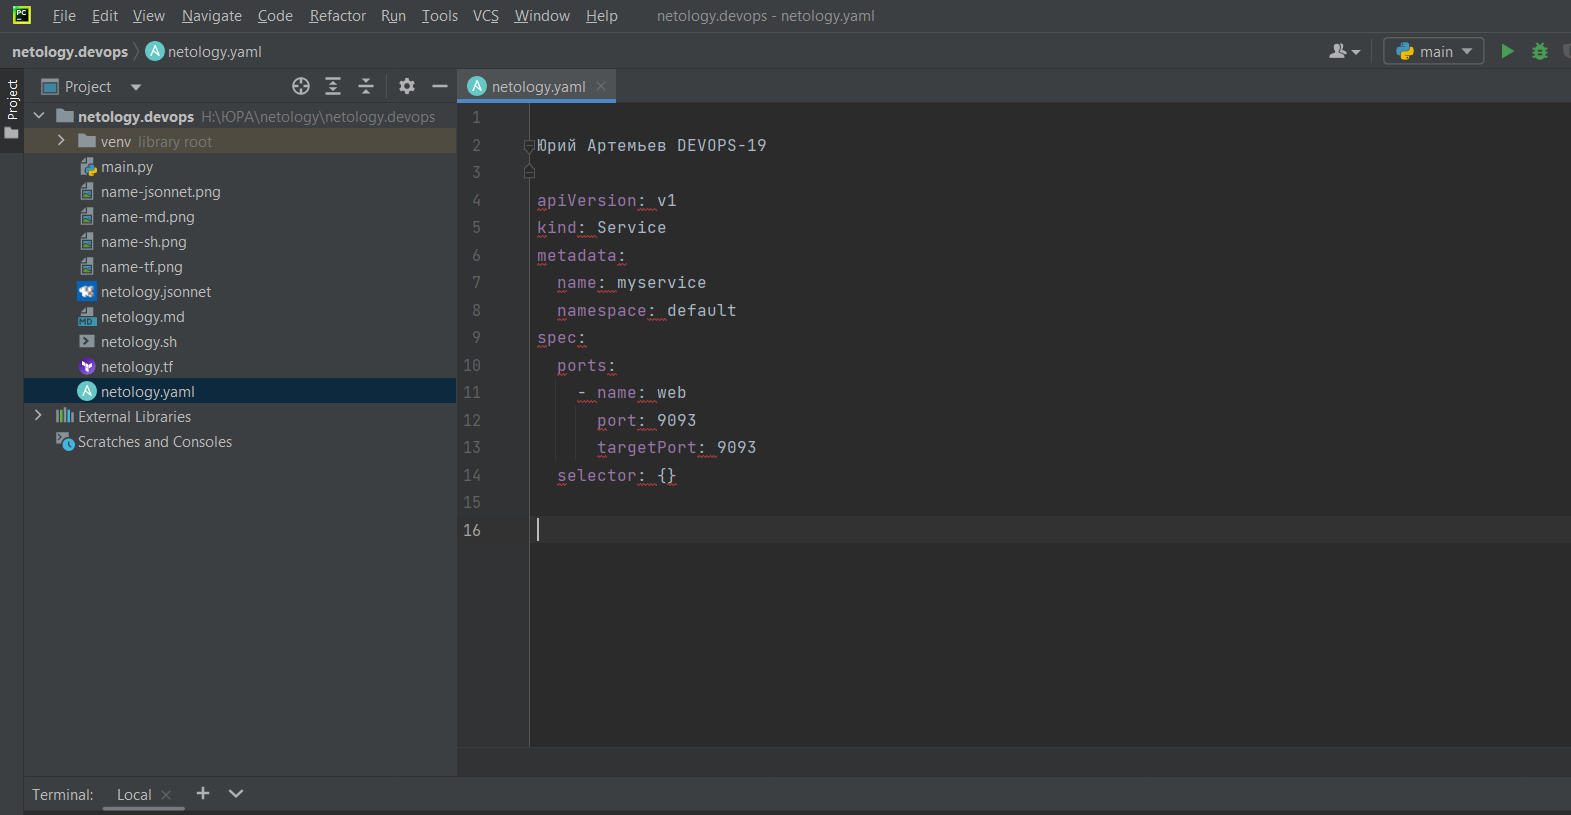 PC
File Edit View Navigate Code Refactor Run Tools VCS Window Help netology.devops - netology.yaml
netology.devops A netology.yaml
main
Project
Project
netology.devops H:\ЮРА\netology\netology.devops
venv library root
main.py
name-jsonnet.png
name-md.png
name-sh.png
name-tf.png
netology.jsonnet
MD netology.md
netology.sh
netology.tf
A netology.yaml
External Libraries
Scratches and Consoles
A netology.yaml
1
2 Юрий Артемьев DEVOPS-19
3
4 apiVersion: v1
5 kind: Service
6 metadata:
7   name: myservice
8   namespace: default
9 spec:
10   ports:
11     - name: web
12       port: 9093
13       targetPort: 9093
14   selector: {}
15
16
Terminal: Local